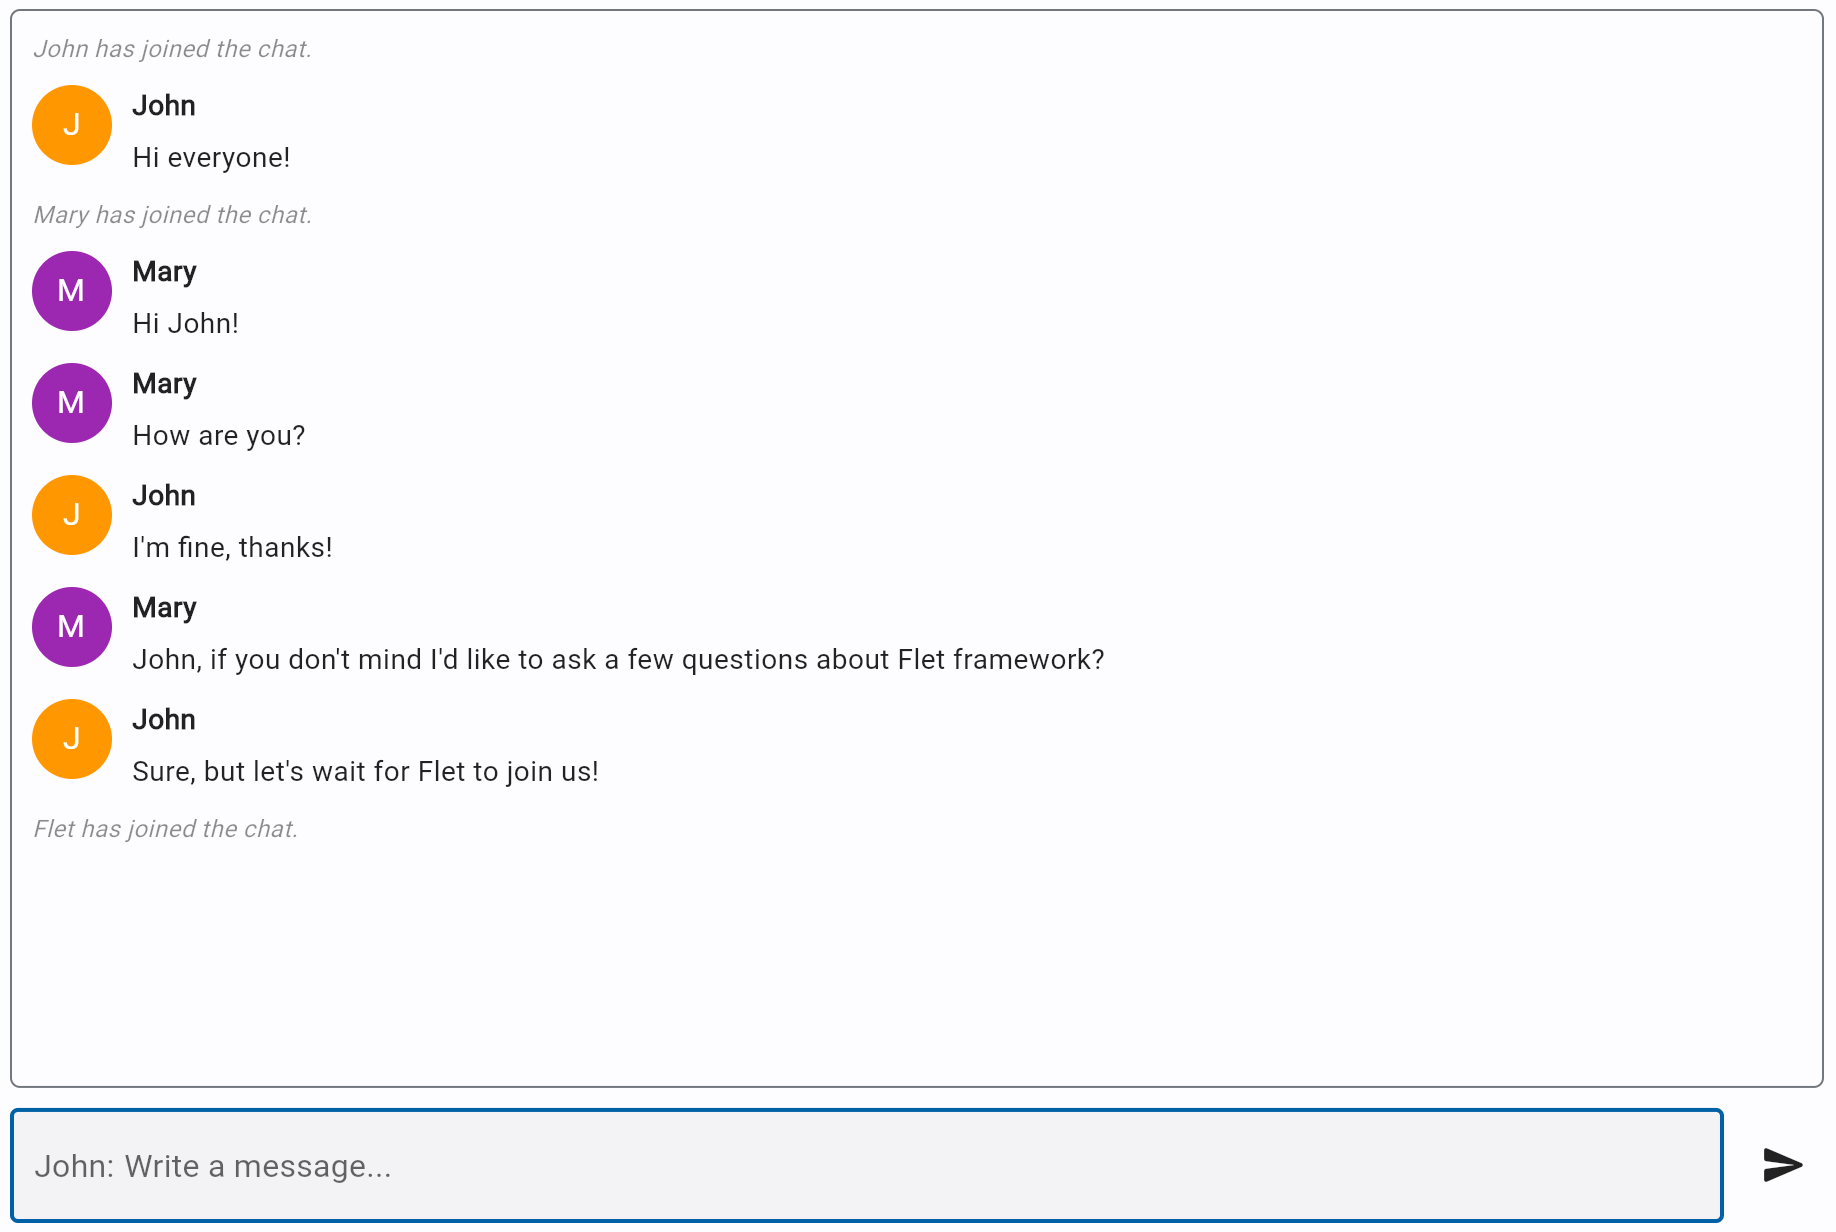 John has joined the chat.
J
John
Hi everyone!
Mary has joined the chat.
M
Mary
Hi John!
M
Mary
How are you?
J
John
I'm fine, thanks!
M
Mary
John, if you don't mind I'd like to ask a few questions about Flet framework?
J
John
Sure, but let's wait for Flet to join us!
Flet has joined the chat.
John: Write a message...